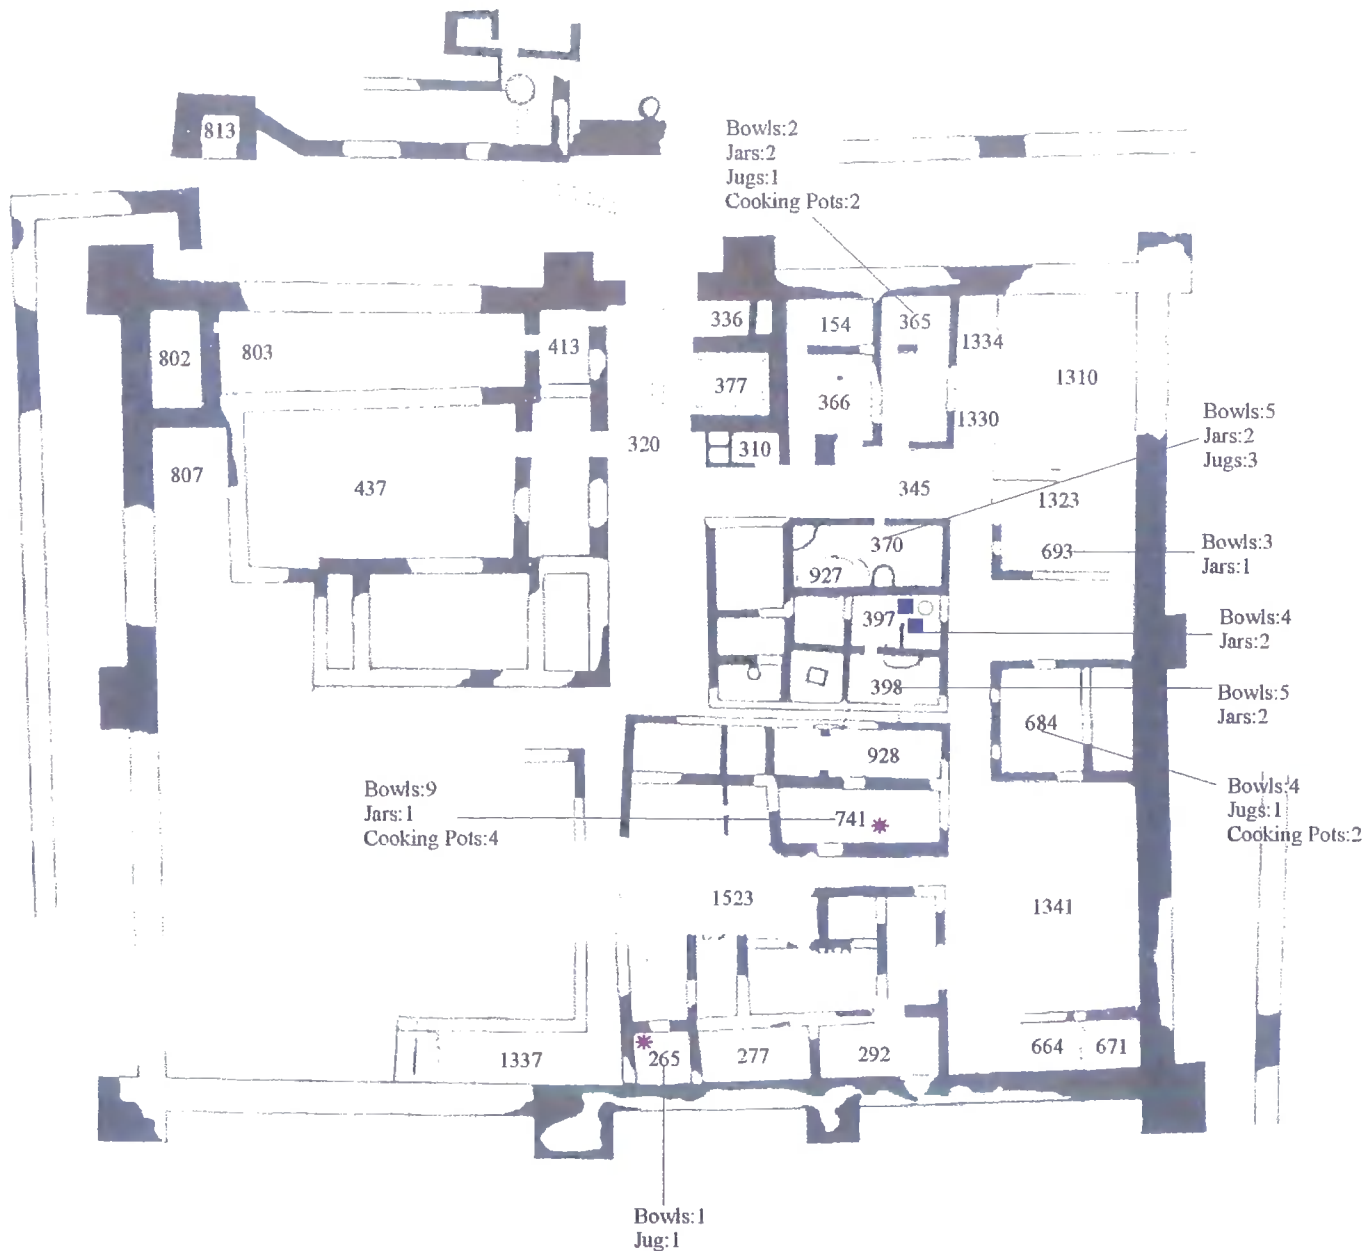 813
Bowls:2
Jars:2
Jugs:1
Cooking Pots:2
336
154
365
1334
802
803
413
377
366
1310
1330
Bowls:5
Jars:2
Jugs:3
320
310
807
437
345
1323
370
693
Bowls:3
Jars:1
927
397
Bowls:4
Jars:2
398
Bowls:5
Jars:2
684
928
Bowls:9
Jars:1
Cooking Pots:4
741
Bowls:4
Jugs:1
Cooking Pots:2
1523
1341
1337
265
277
292
664
671
Bowls:1
Jug:1